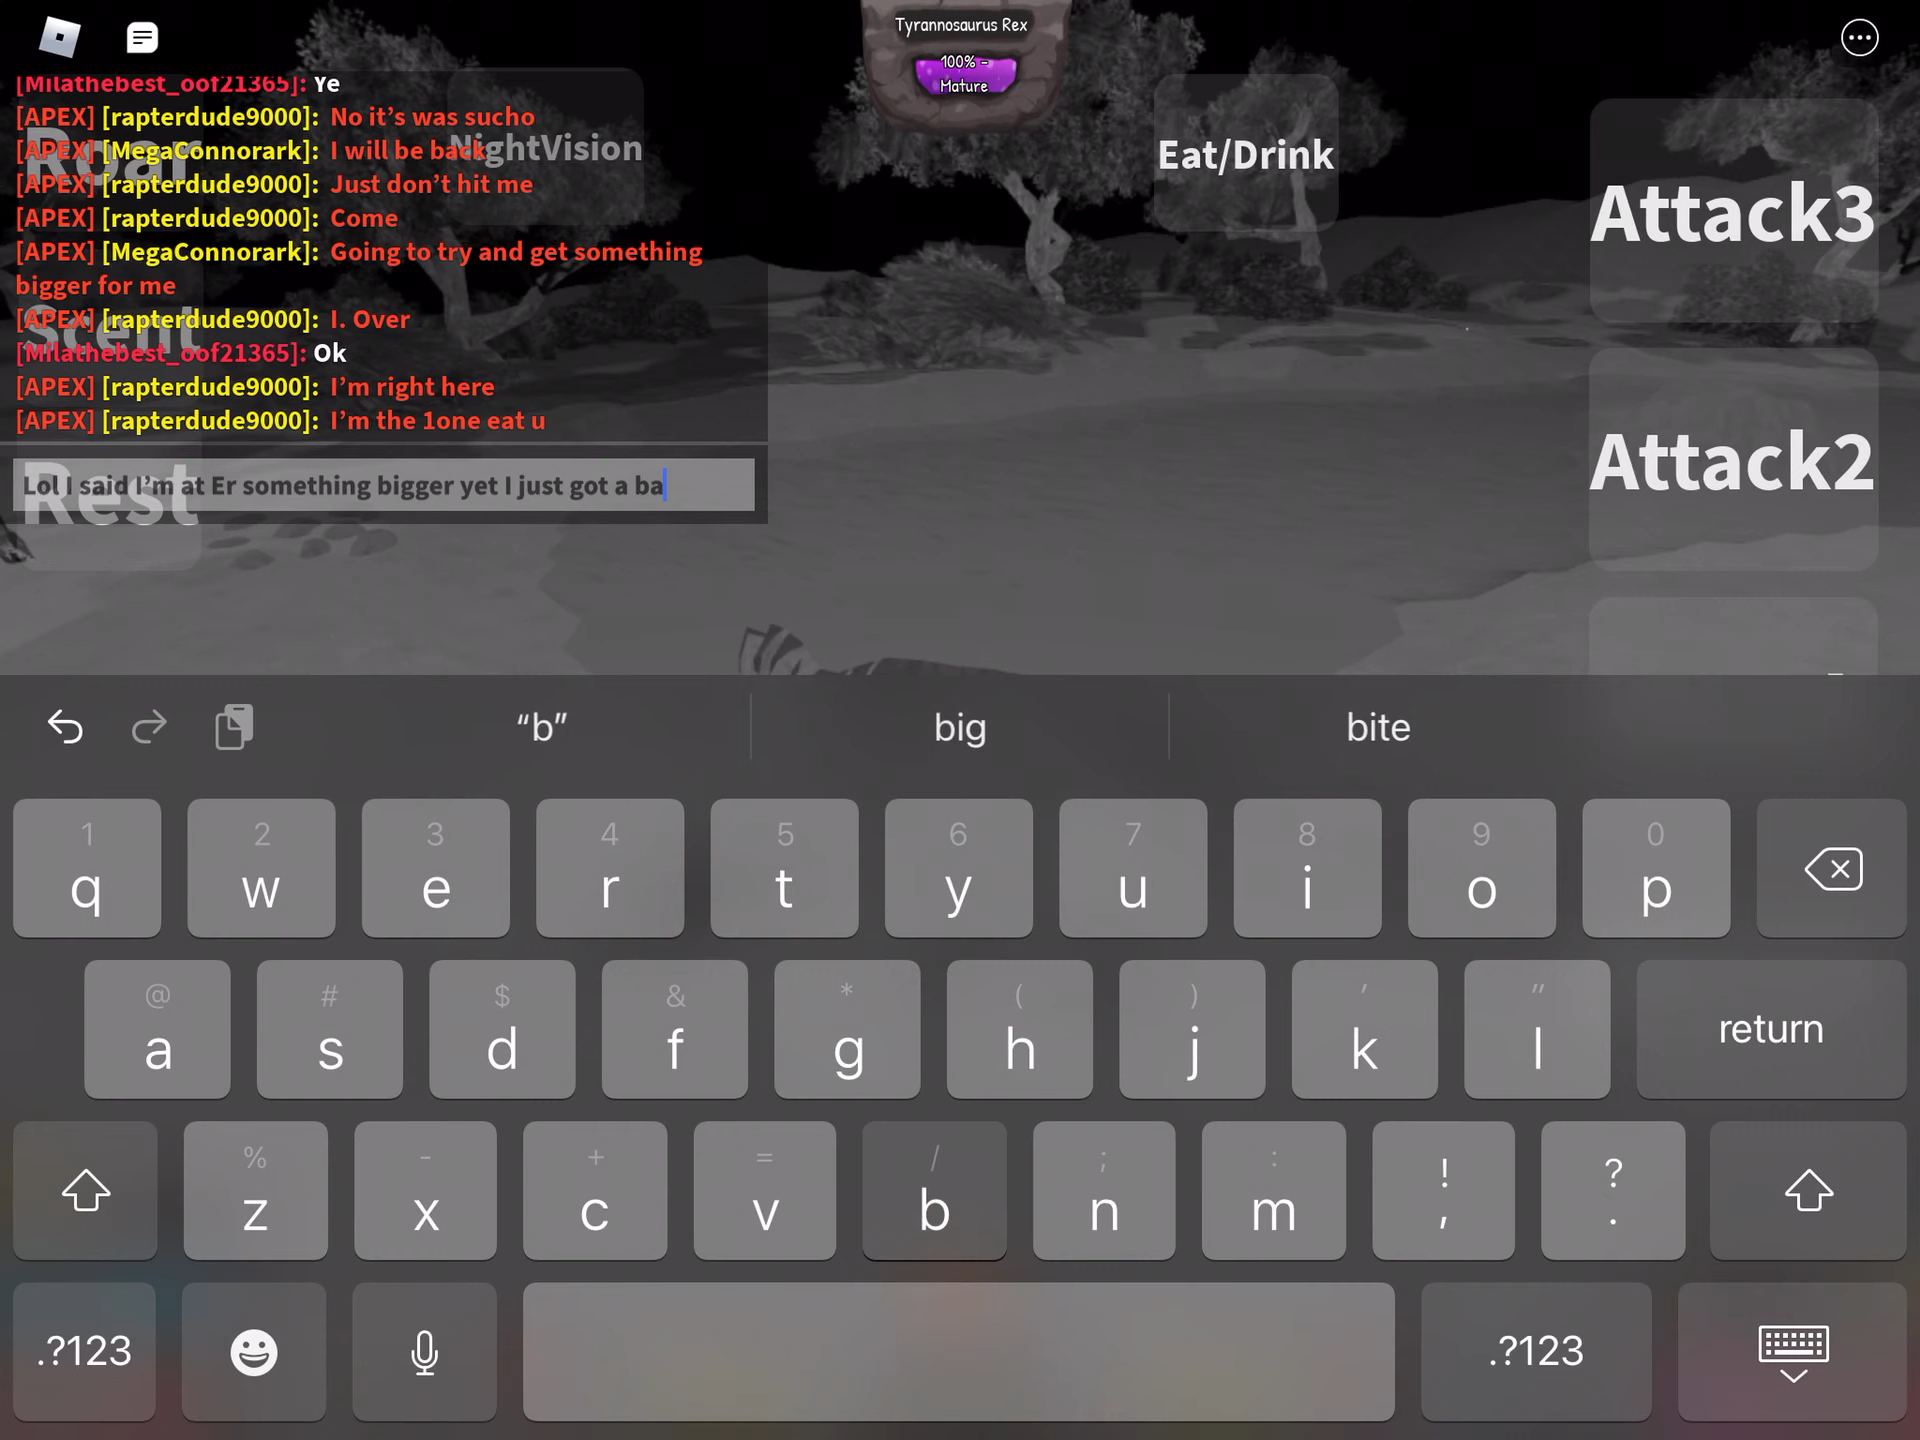 Tyrannosaurus Rex
100% -
Mature
[Milathebest_oof21365]: Ye
[APEX] [rapterdude9000]: No it's was sucho
[APEX] [MegaConnorark]: I will be back
[APEX] [rapterdude9000]: Just don't hit me
[APEX] [rapterdude9000]: Come
[APEX] [MegaConnorark]: Going to try and get something
bigger for me
[APEX] [rapterdude9000]: I. Over
[Milathebest_oof21365]: Ok
[APEX] [rapterdude9000]: I'm right here
[APEX] [rapterdude9000]: I'm the 1one eat u
Lol I said I'm at Er something bigger yet I just got a ba
Roar
Scent
Rest
NightVision
Eat/Drink
Attack3
Attack2
“b” big bite
1 2 3 4 5 6 7 8 9 0
q w e r t y u i o p
@ # $ & * ( ) ' "
a s d f g h j k l return
% - + = / ; : ! ?
z x c v b n m , .
.?123 .?123